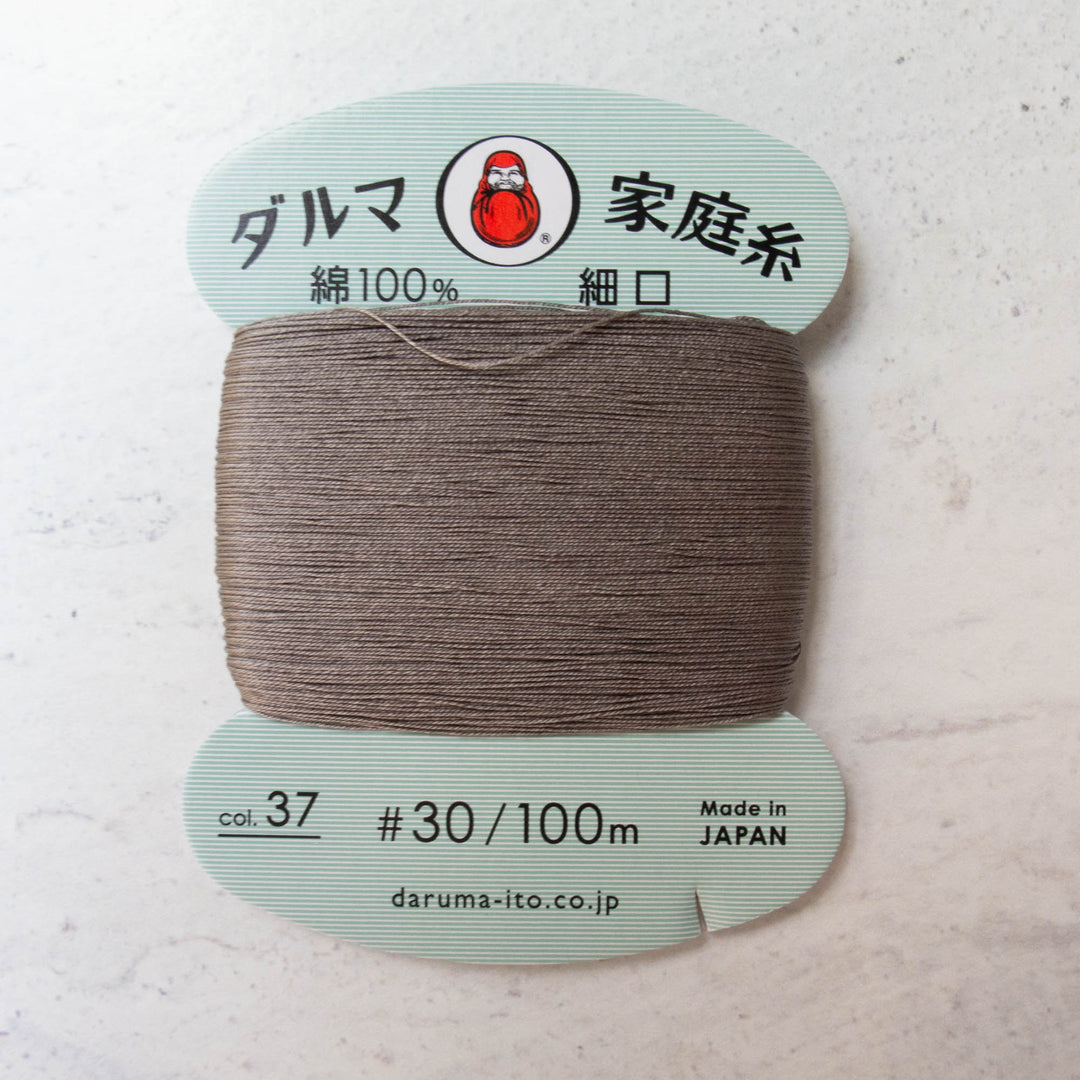 ダルマ 家庭糸
®
綿100% 細口
col. 37 #30/100m Made in JAPAN
daruma-ito.co.jp